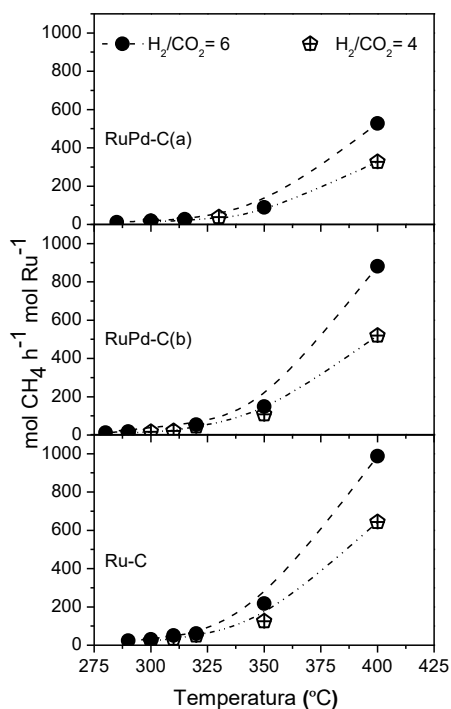 H₂/CO₂= 6
H₂/CO₂= 4
1000
800
600
400
200
0
RuPd-C(a)
1000
800
600
400
200
0
RuPd-C(b)
1000
800
600
400
200
0
Ru-C
mol CH₄ h⁻¹ mol Ru⁻¹
275 300 325 350 375 400 425
Temperatura (ºC)